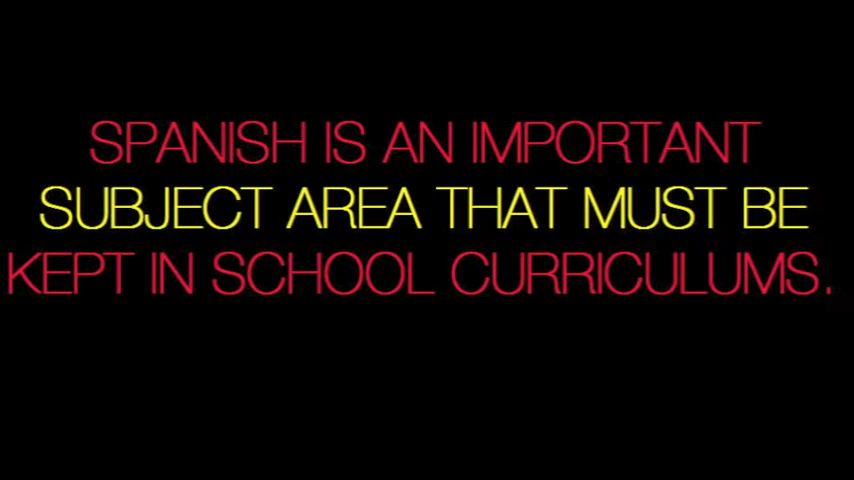 SPANISH IS AN IMPORTANT
SUBJECT AREA THAT MUST BE
KEPT IN SCHOOL CURRICULUMS.